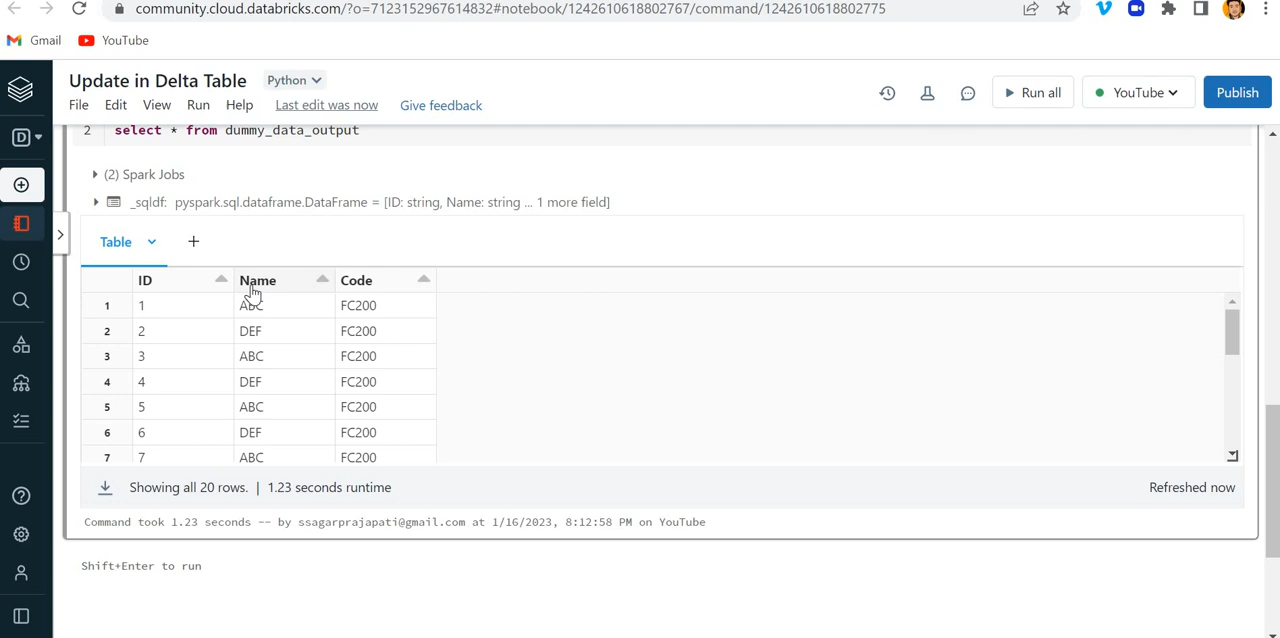 community.cloud.databricks.com/?o=7123152967614832#notebook/1242610618802767/command/1242610618802775
Gmail YouTube
Update in Delta Table Python
File Edit View Run Help Last edit was now Give feedback
Run all YouTube Publish
D
2 select * from dummy_data_output
(2) Spark Jobs
_sqldf: pyspark.sql.dataframe.DataFrame = [ID: string, Name: string ... 1 more field]
Table +
ID Name Code
1 1 ABC FC200
2 2 DEF FC200
3 3 ABC FC200
4 4 DEF FC200
5 5 ABC FC200
6 6 DEF FC200
7 7 ABC FC200
Showing all 20 rows. | 1.23 seconds runtime Refreshed now
Command took 1.23 seconds -- by ssagarprajapati@gmail.com at 1/16/2023, 8:12:58 PM on YouTube
Shift+Enter to run